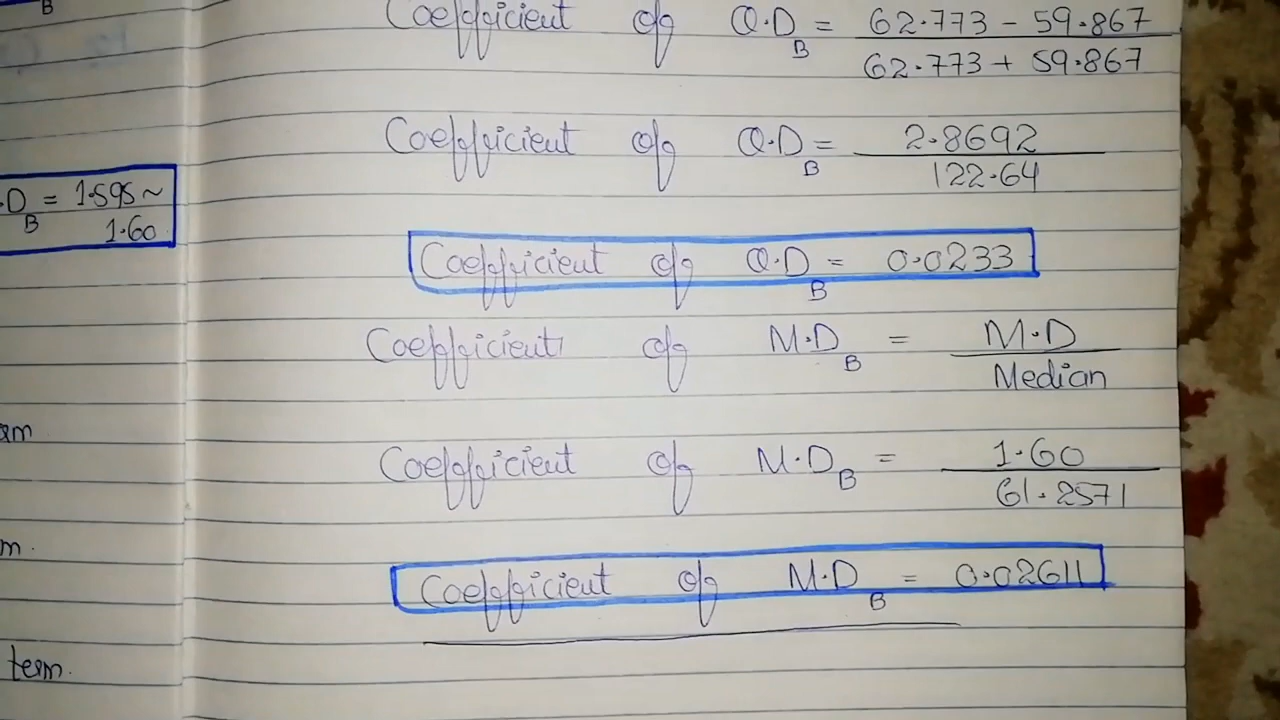 B
Coefficient of Q.D_B = 62.773 - 59.867
62.773 + 59.867
Coefficient of Q.D_B = 2.8692
122.64
.D_B = 1.595 ~
1.60
Coefficient of Q.D_B = 0.0233
Coefficient of M.D_B = M.D
Median
Coefficient of M.D_B = 1.60
61.2571
m.
Coefficient of M.D_B = 0.02611
term.